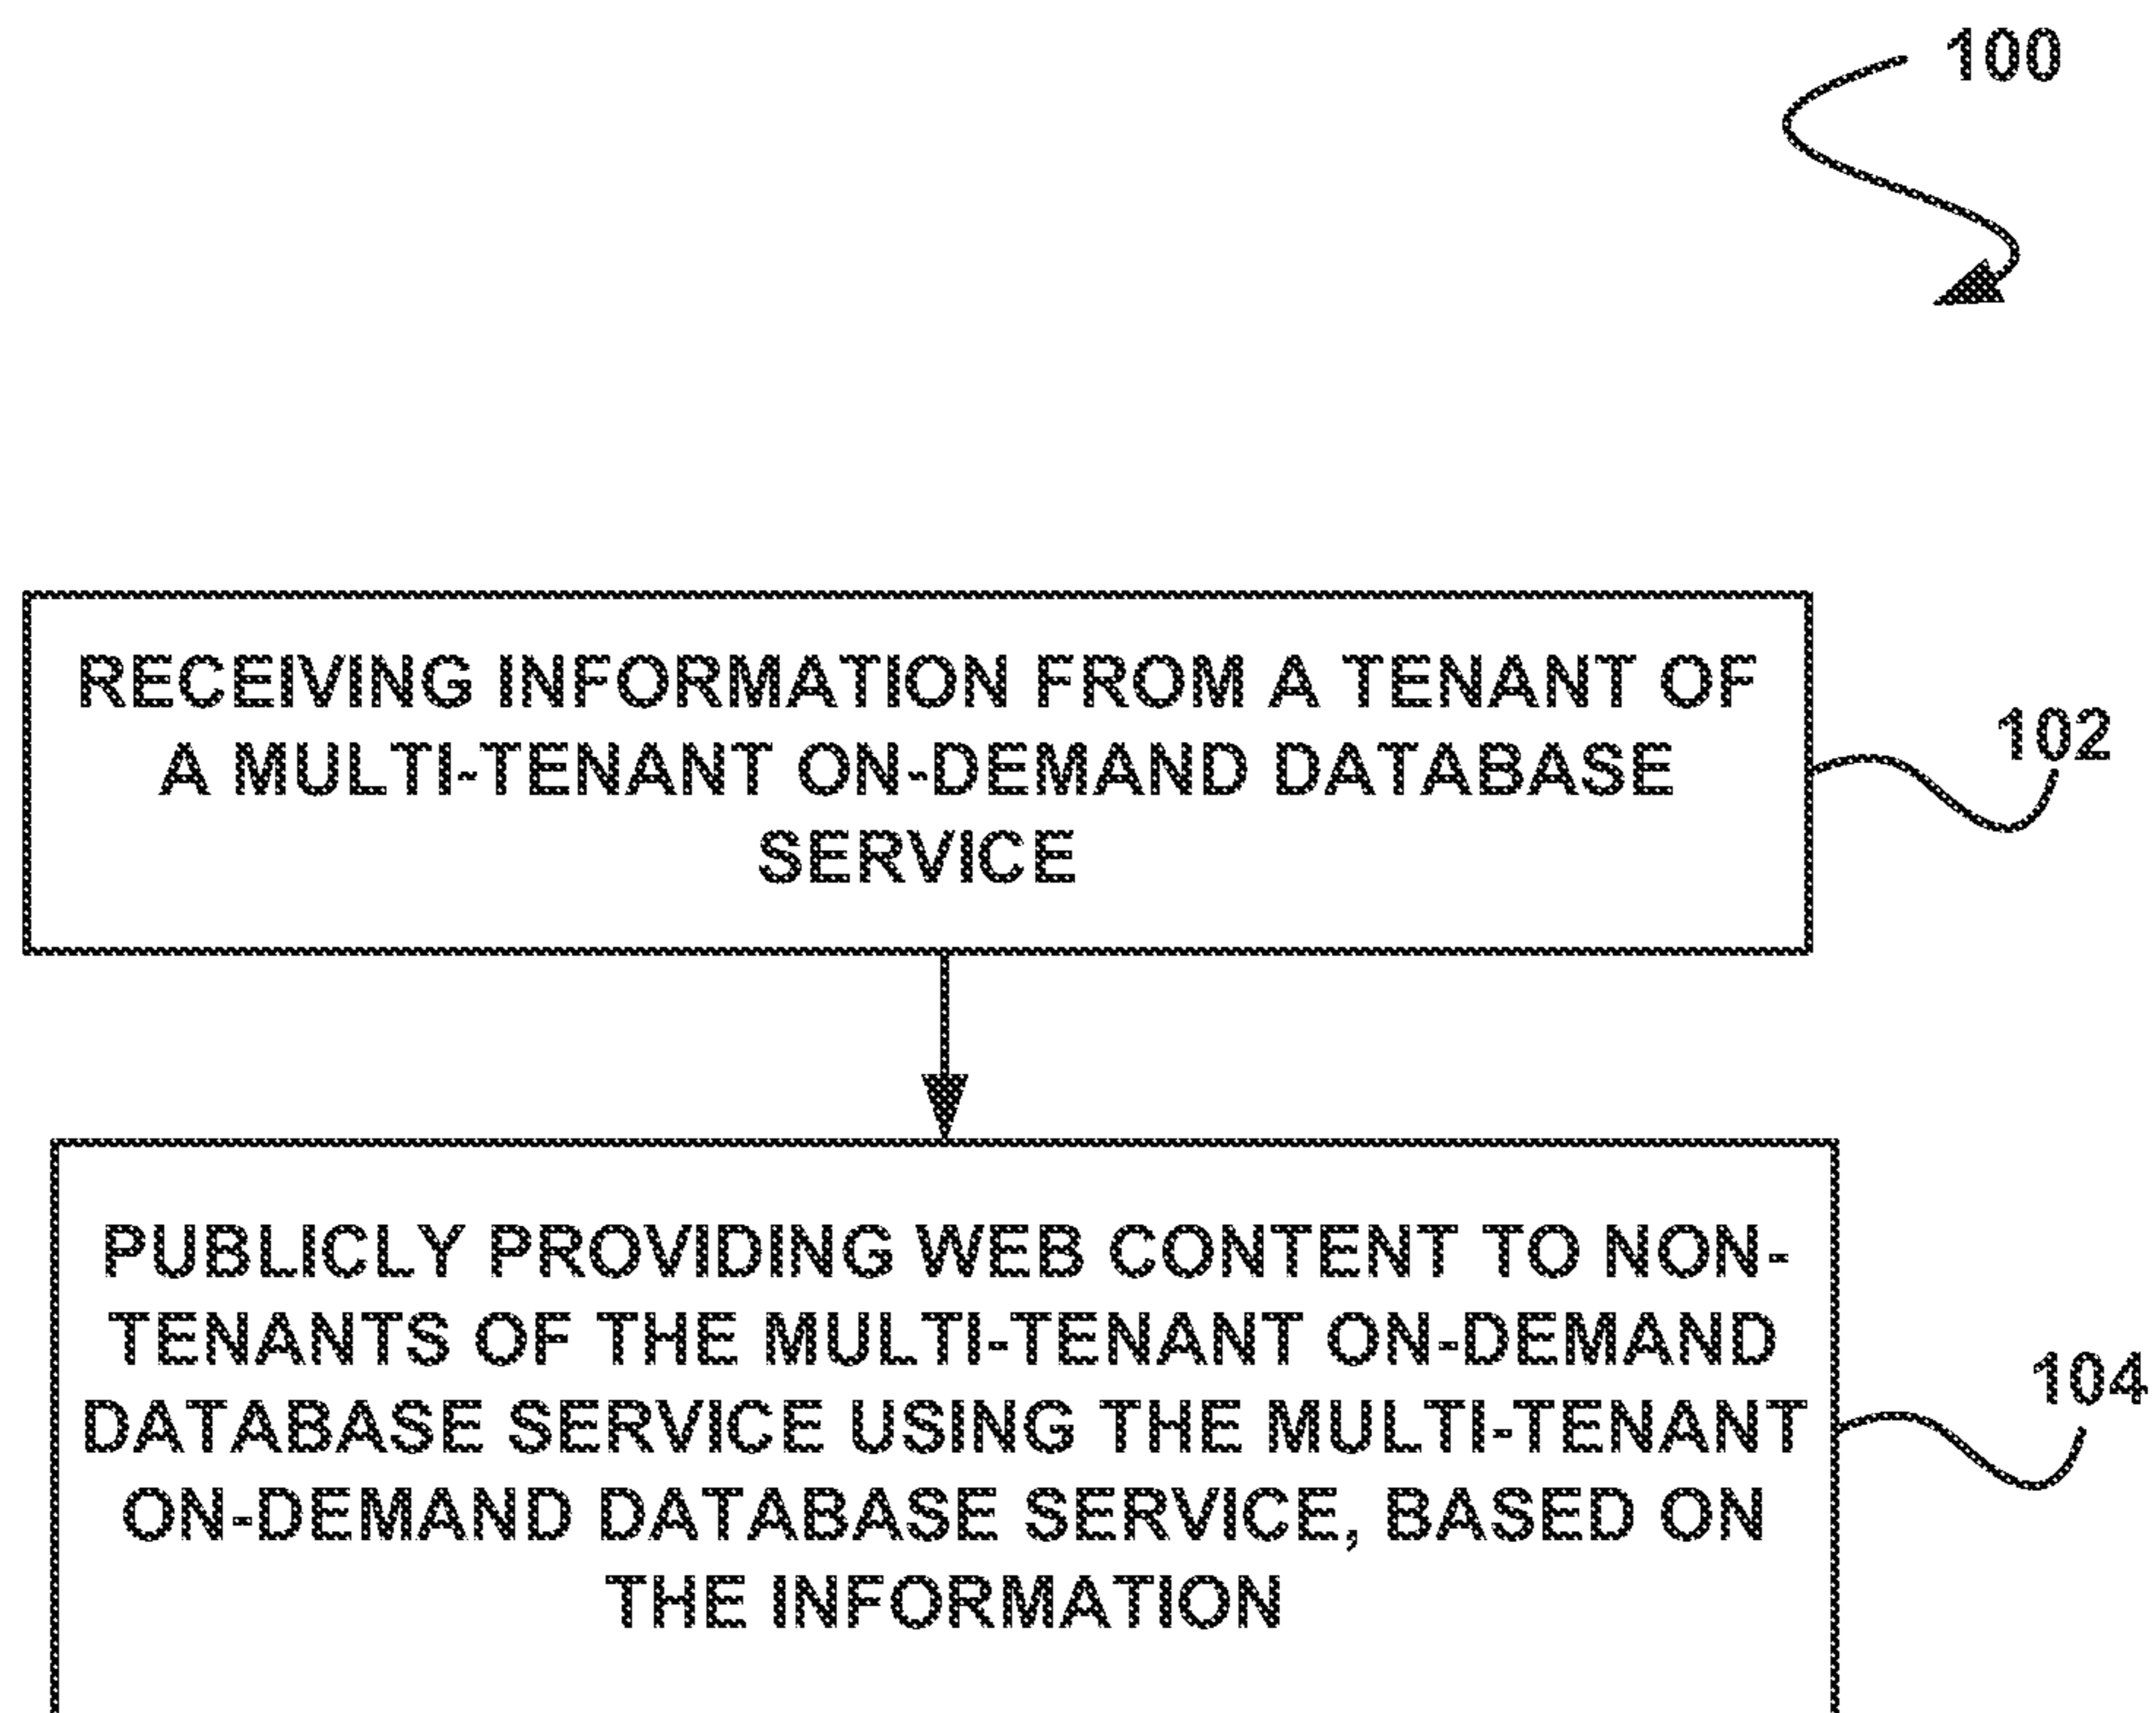 100
RECEIVING INFORMATION FROM A TENANT OF
A MULTI-TENANT ON-DEMAND DATABASE
SERVICE
102
PUBLICLY PROVIDING WEB CONTENT TO NON-
TENANTS OF THE MULTI-TENANT ON-DEMAND
DATABASE SERVICE USING THE MULTI-TENANT
ON-DEMAND DATABASE SERVICE, BASED ON
THE INFORMATION
104